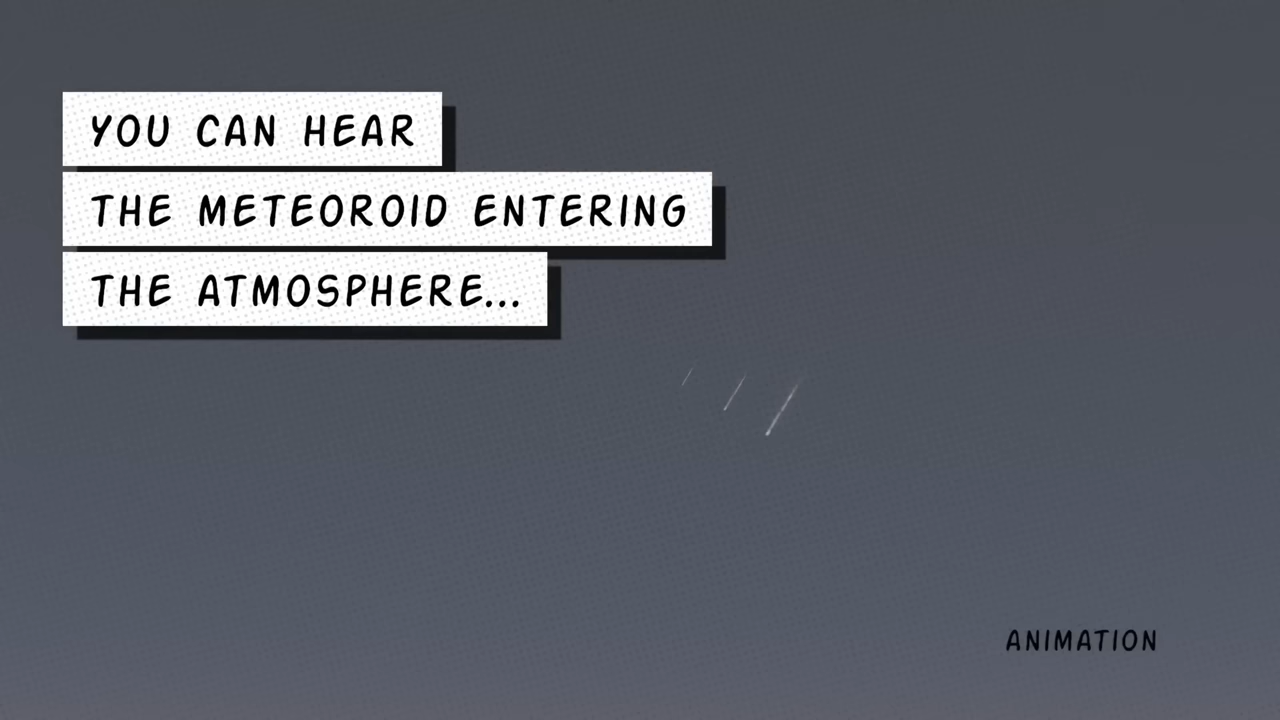 YOU CAN HEAR
THE METEOROID ENTERING
THE ATMOSPHERE...
ANIMATION